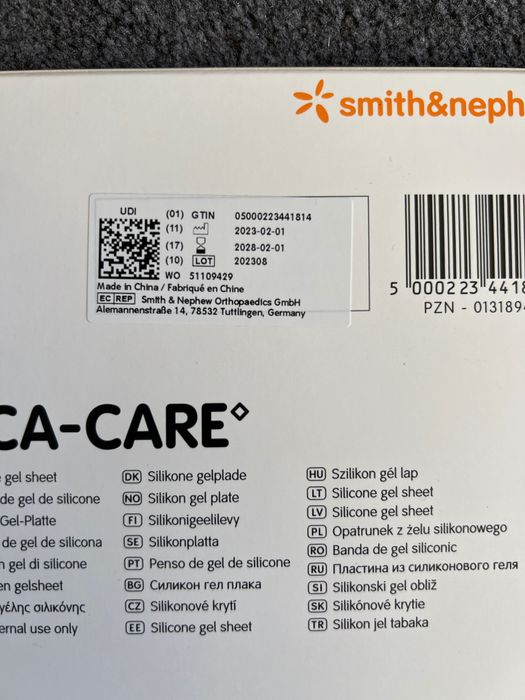 smith&neph
UDI
(01) GTIN 05000223441814
(11) 2023-02-01
(17) 2028-02-01
(10) LOT 202308
WO 51109429
Made in China / Fabriqué en Chine
EC REP Smith & Nephew Orthopaedics GmbH
Alemannenstraße 14, 78532 Tuttlingen, Germany
5 000223 4418
PZN - 0131894
CA-CARE◊
gel sheet
de gel de silicone
Gel-Platte
de gel de silicona
gel di silicone
en gelsheet
γέλης σιλικόνης
ernal use only
DK Silikone gelplade
NO Silikon gel plate
FI Silikonigeelilevy
SE Silikonplatta
PT Penso de gel de silicone
BG Силикон гел плака
CZ Silikonové krytí
EE Silicone gel sheet
HU Szilikon gél lap
LT Silicone gel sheet
LV Silicone gel sheet
PL Opatrunek z żelu silikonowego
RO Banda de gel siliconic
RU Пластина из силиконового геля
SI Silikonski gel obliž
SK Silikónové krytie
TR Silikon jel tabaka